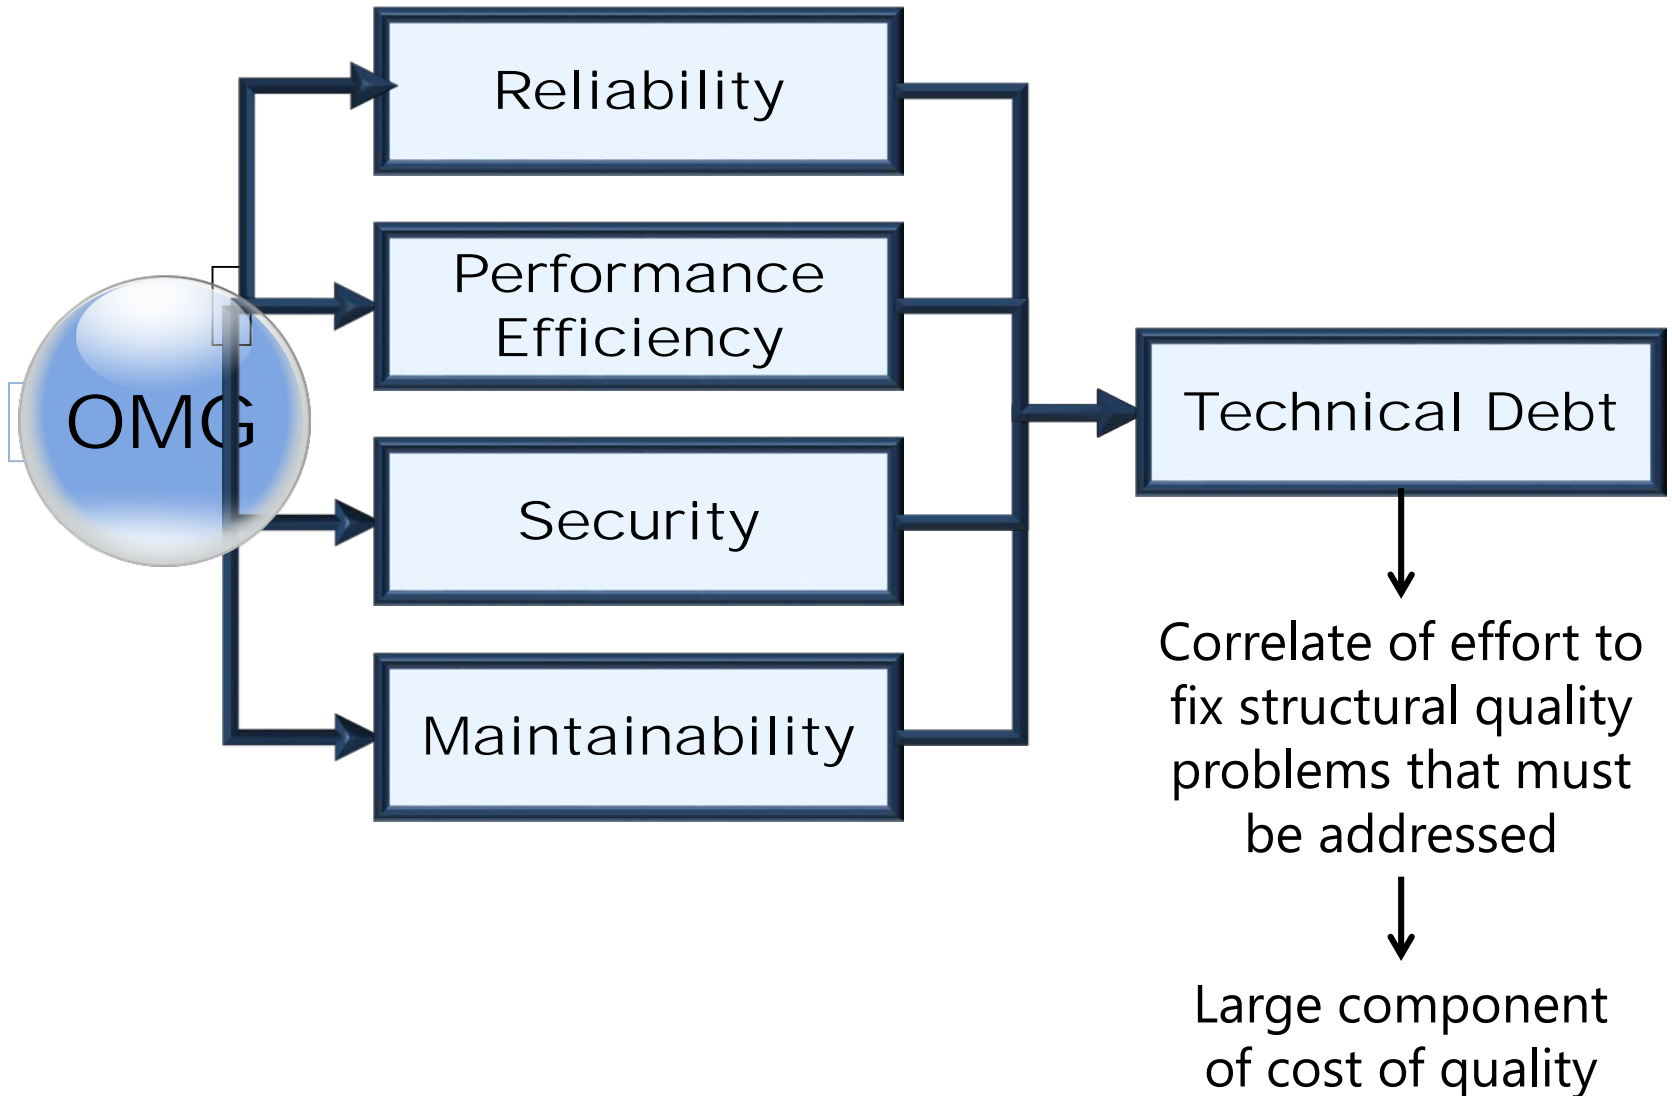 OMG
Reliability
Performance
Efficiency
Security
Maintainability
Technical Debt
Correlate of effort to
fix structural quality
problems that must
be addressed
Large component
of cost of quality